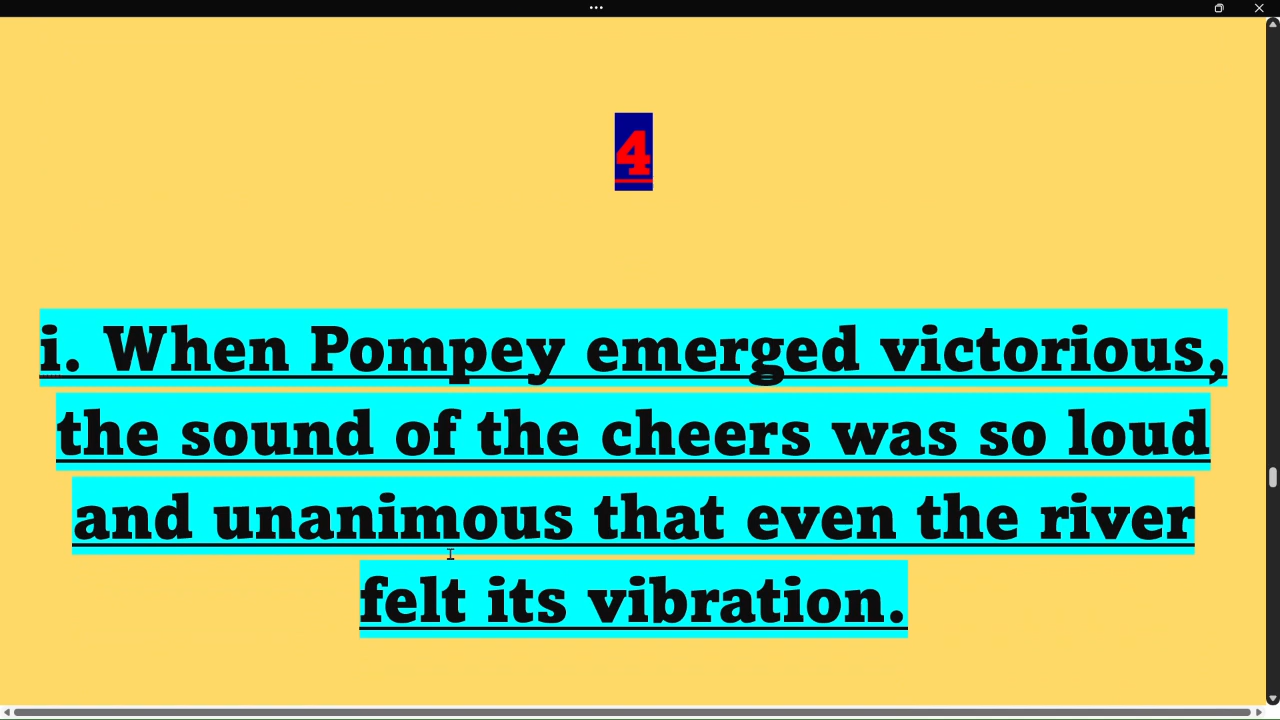 4
i. When Pompey emerged victorious,
the sound of the cheers was so loud
and unanimous that even the river
felt its vibration.